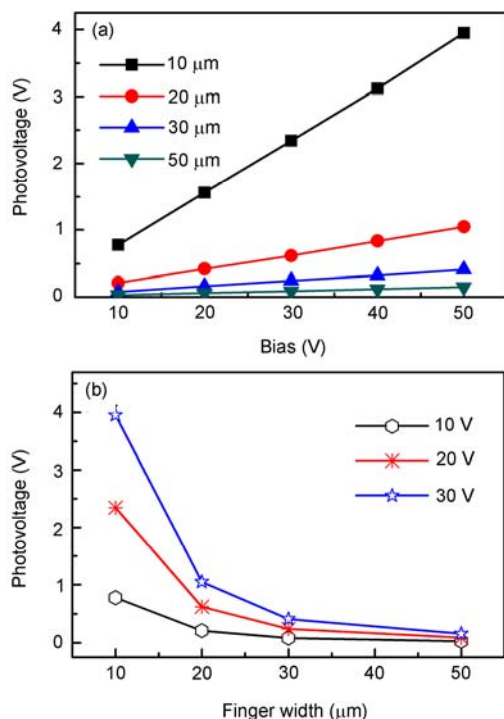 (a)
10 μm
20 μm
30 μm
50 μm
Photovoltage (V)
4
3
2
1
0
10 20 30 40 50
Bias (V)
(b)
10 V
20 V
30 V
Photovoltage (V)
4
3
2
1
0
10 20 30 40 50
Finger width (μm)